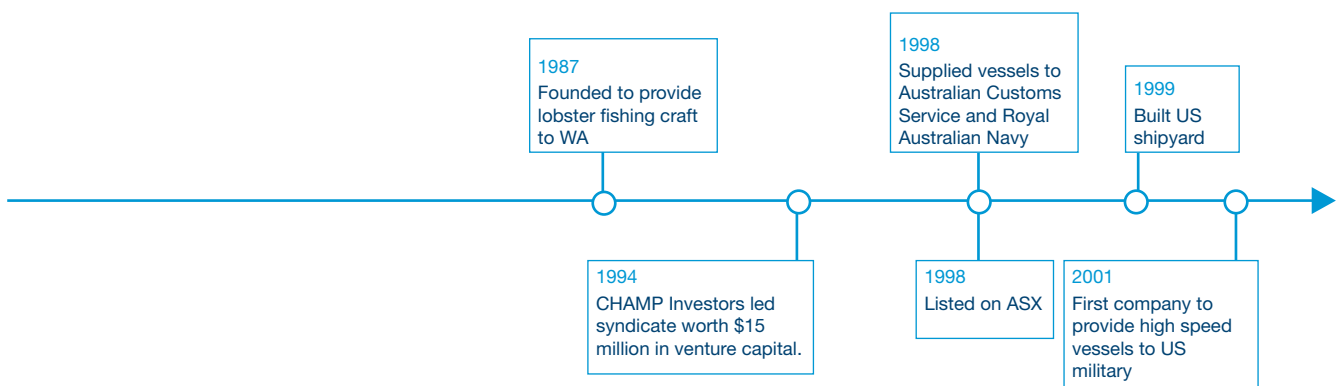 1987
Founded to provide
lobster fishing craft
to WA
1994
CHAMP Investors led
syndicate worth $15
million in venture capital.
1998
Supplied vessels to
Australian Customs
Service and Royal
Australian Navy
1998
Listed on ASX
1999
Built US
shipyard
2001
First company to
provide high speed
vessels to US
military